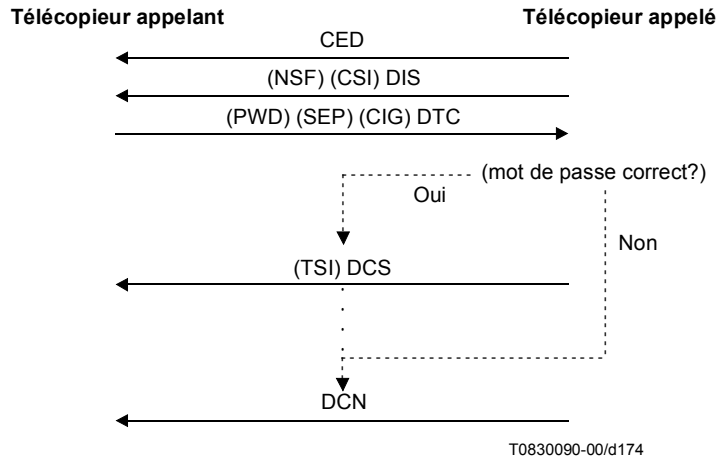 Télécopieur appelant
Télécopieur appelé
CED
(NSF) (CSI) DIS
(PWD) (SEP) (CIG) DTC
(mot de passe correct?)
Oui
Non
(TSI) DCS
DCN
T0830090-00/d174